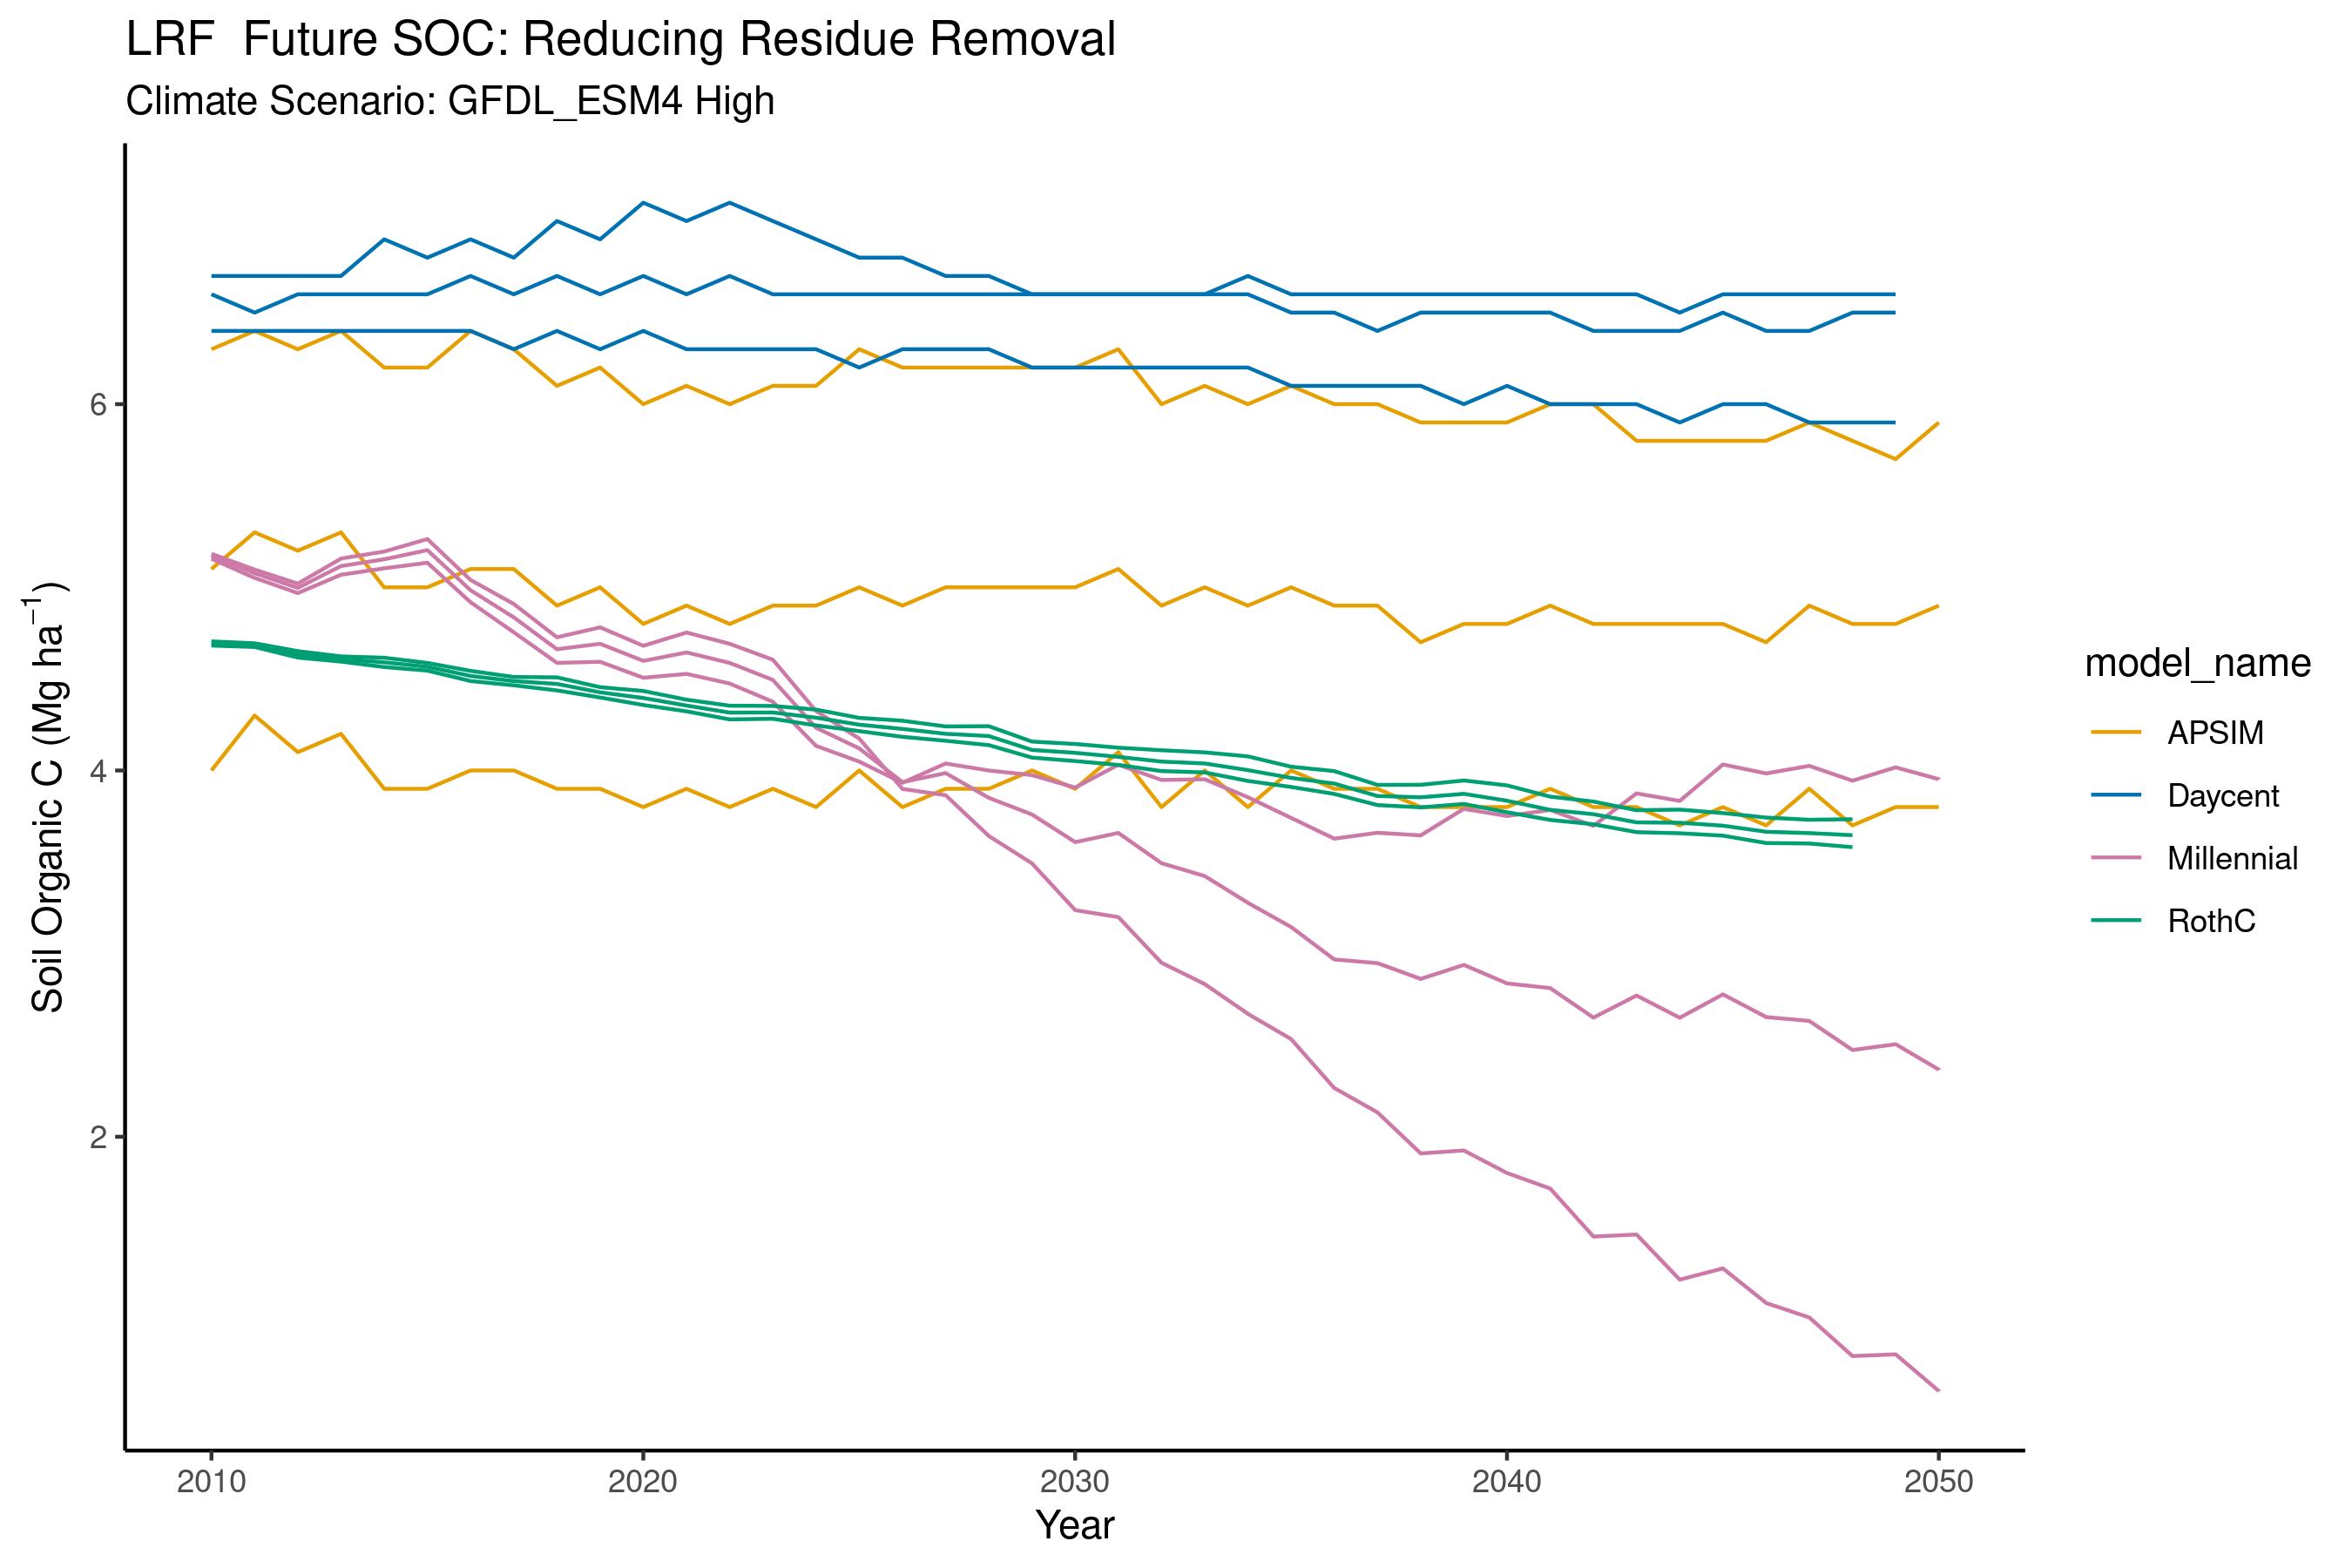 LRF  Future SOC: Reducing Residue Removal
Climate Scenario: GFDL_ESM4 High
Soil Organic C (Mg ha⁻¹)
6
4
2
2010 2020 2030 2040 2050
Year
model_name
APSIM
Daycent
Millennial
RothC